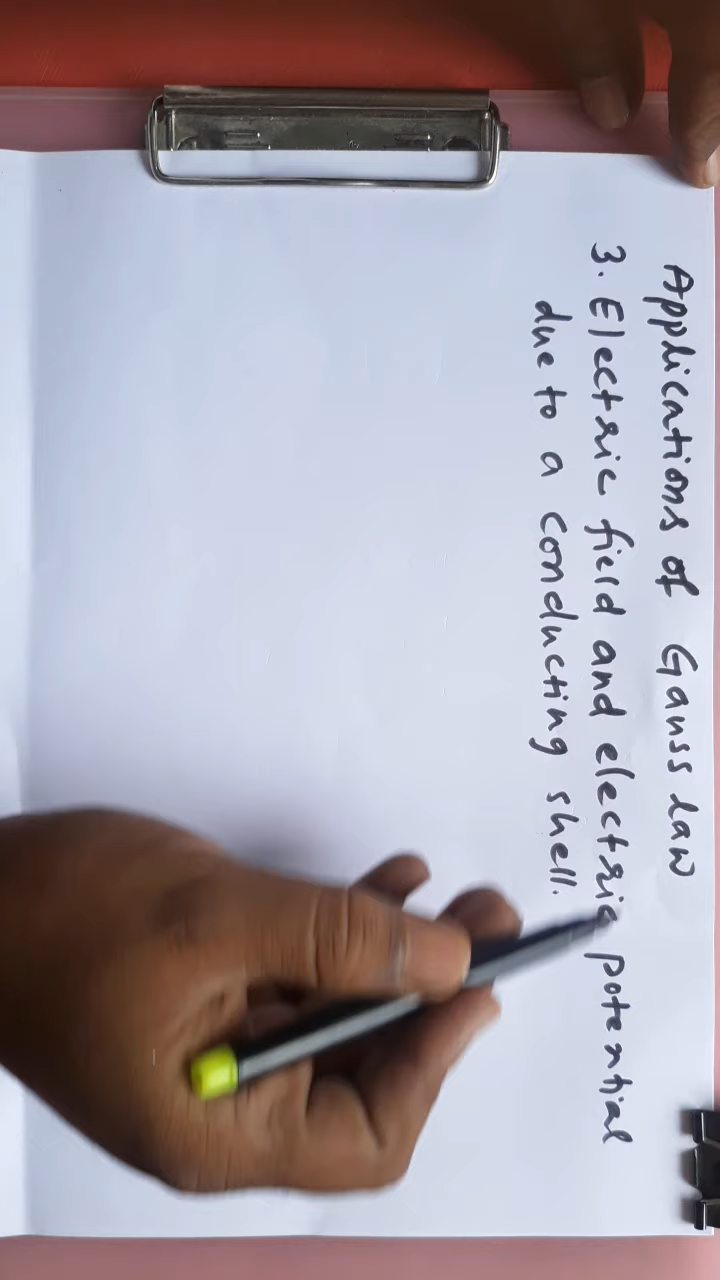 Applications of Gauss law
3. Electric field and electric potential
due to a conducting shell.